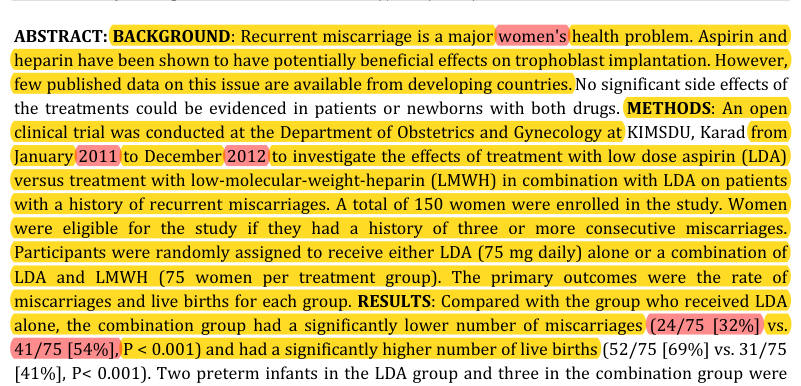 ABSTRACT: BACKGROUND: Recurrent miscarriage is a major women's health problem. Aspirin and
heparin have been shown to have potentially beneficial effects on trophoblast implantation. However,
few published data on this issue are available from developing countries. No significant side effects of
the treatments could be evidenced in patients or newborns with both drugs. METHODS: An open
clinical trial was conducted at the Department of Obstetrics and Gynecology at KIMSDU, Karad from
January 2011 to December 2012 to investigate the effects of treatment with low dose aspirin (LDA)
versus treatment with low-molecular-weight-heparin (LMWH) in combination with LDA on patients
with a history of recurrent miscarriages. A total of 150 women were enrolled in the study. Women
were eligible for the study if they had a history of three or more consecutive miscarriages.
Participants were randomly assigned to receive either LDA (75 mg daily) alone or a combination of
LDA and LMWH (75 women per treatment group). The primary outcomes were the rate of
miscarriages and live births for each group. RESULTS: Compared with the group who received LDA
alone, the combination group had a significantly lower number of miscarriages (24/75 [32%] vs.
41/75 [54%], P < 0.001) and had a significantly higher number of live births (52/75 [69%] vs. 31/75
[41%], P< 0.001). Two preterm infants in the LDA group and three in the combination group were